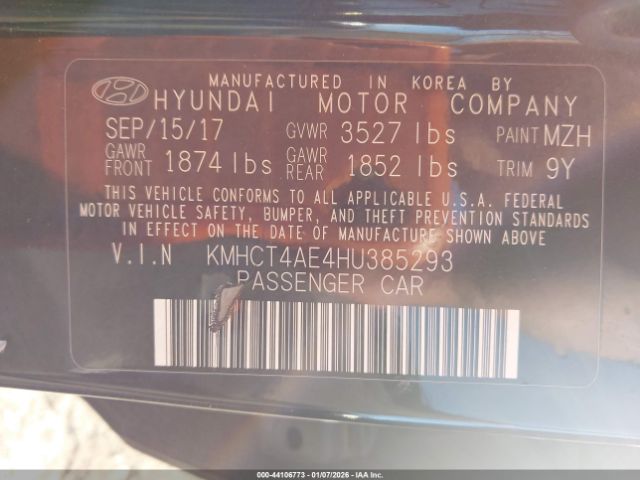 MANUFACTURED IN KOREA BY
HYUNDAI MOTOR COMPANY
SEP/15/17 GVWR 3527 lbs PAINT MZH
GAWR FRONT 1874 lbs GAWR REAR 1852 lbs TRIM 9Y
THIS VEHICLE CONFORMS TO ALL APPLICABLE U.S.A. FEDERAL
MOTOR VEHICLE SAFETY, BUMPER, AND THEFT PREVENTION STANDARDS
IN EFFECT ON THE DATE OF MANUFACTURE SHOWN ABOVE
V.I.N KMHCT4AE4HU385293
PASSENGER CAR
000-44106773 - 01/07/2026 - IAA Inc.